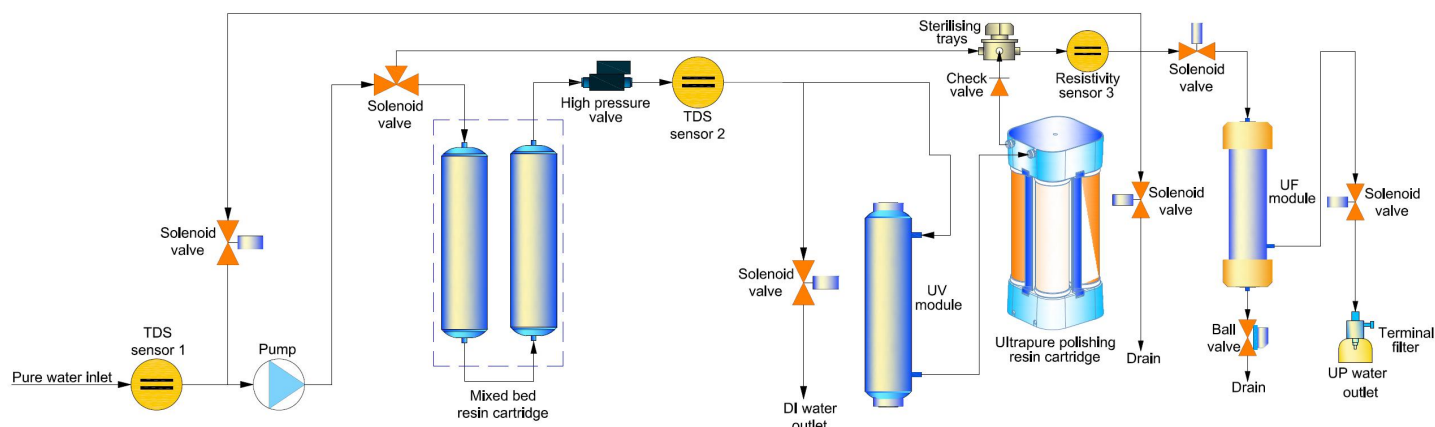 Sterilising
trays
Solenoid
valve
High pressure
valve
TDS
sensor 2
Check
valve
Resistivity
sensor 3
Solenoid
valve
Solenoid
valve
Solenoid
valve
UV
module
Solenoid
valve
UF
module
Solenoid
valve
TDS
sensor 1
Pump
Pure water inlet
Mixed bed
resin cartridge
DI water
outlet
Ultrapure polishing
resin cartridge
Drain
Ball
valve
Drain
Terminal
filter
UP water
outlet